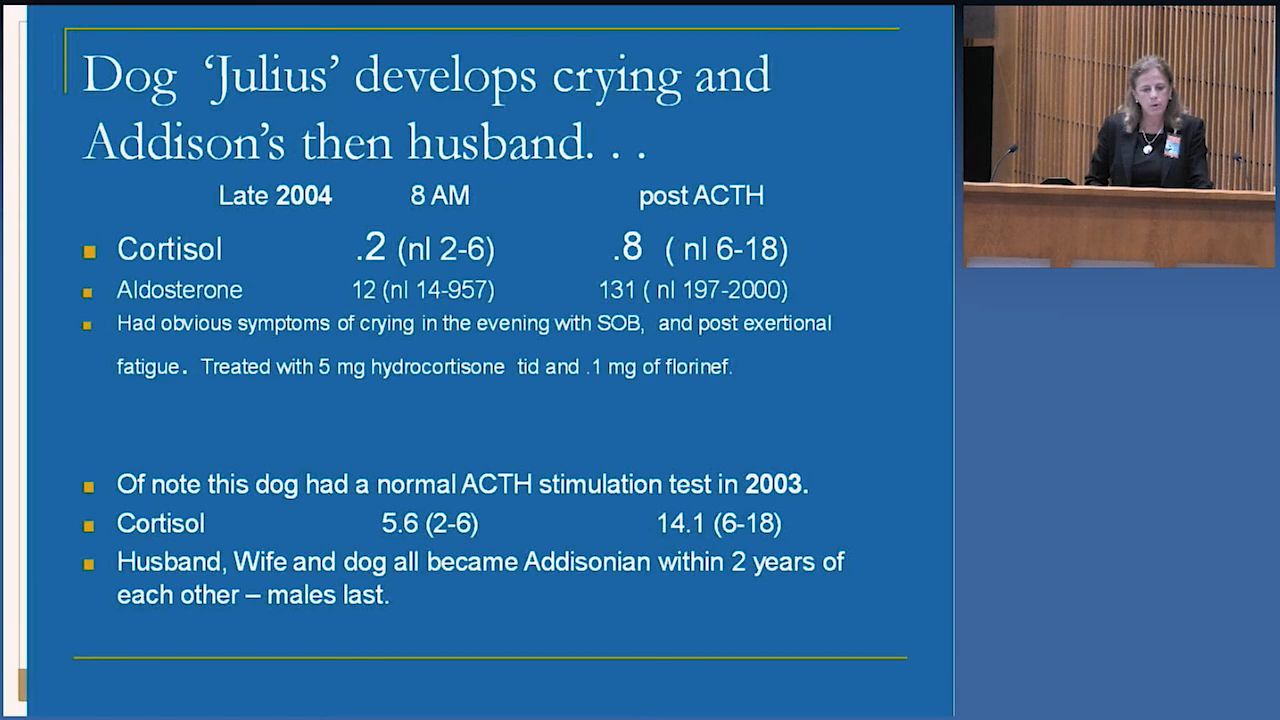 Dog ‘Julius’ develops crying and
Addison’s then husband. . .
Late 2004 8 AM post ACTH
Cortisol .2 (nl 2-6) .8 ( nl 6-18)
Aldosterone 12 (nl 14-957) 131 ( nl 197-2000)
Had obvious symptoms of crying in the evening with SOB, and post exertional
fatigue. Treated with 5 mg hydrocortisone tid and .1 mg of florinef.
Of note this dog had a normal ACTH stimulation test in 2003.
Cortisol 5.6 (2-6) 14.1 (6-18)
Husband, Wife and dog all became Addisonian within 2 years of
each other – males last.